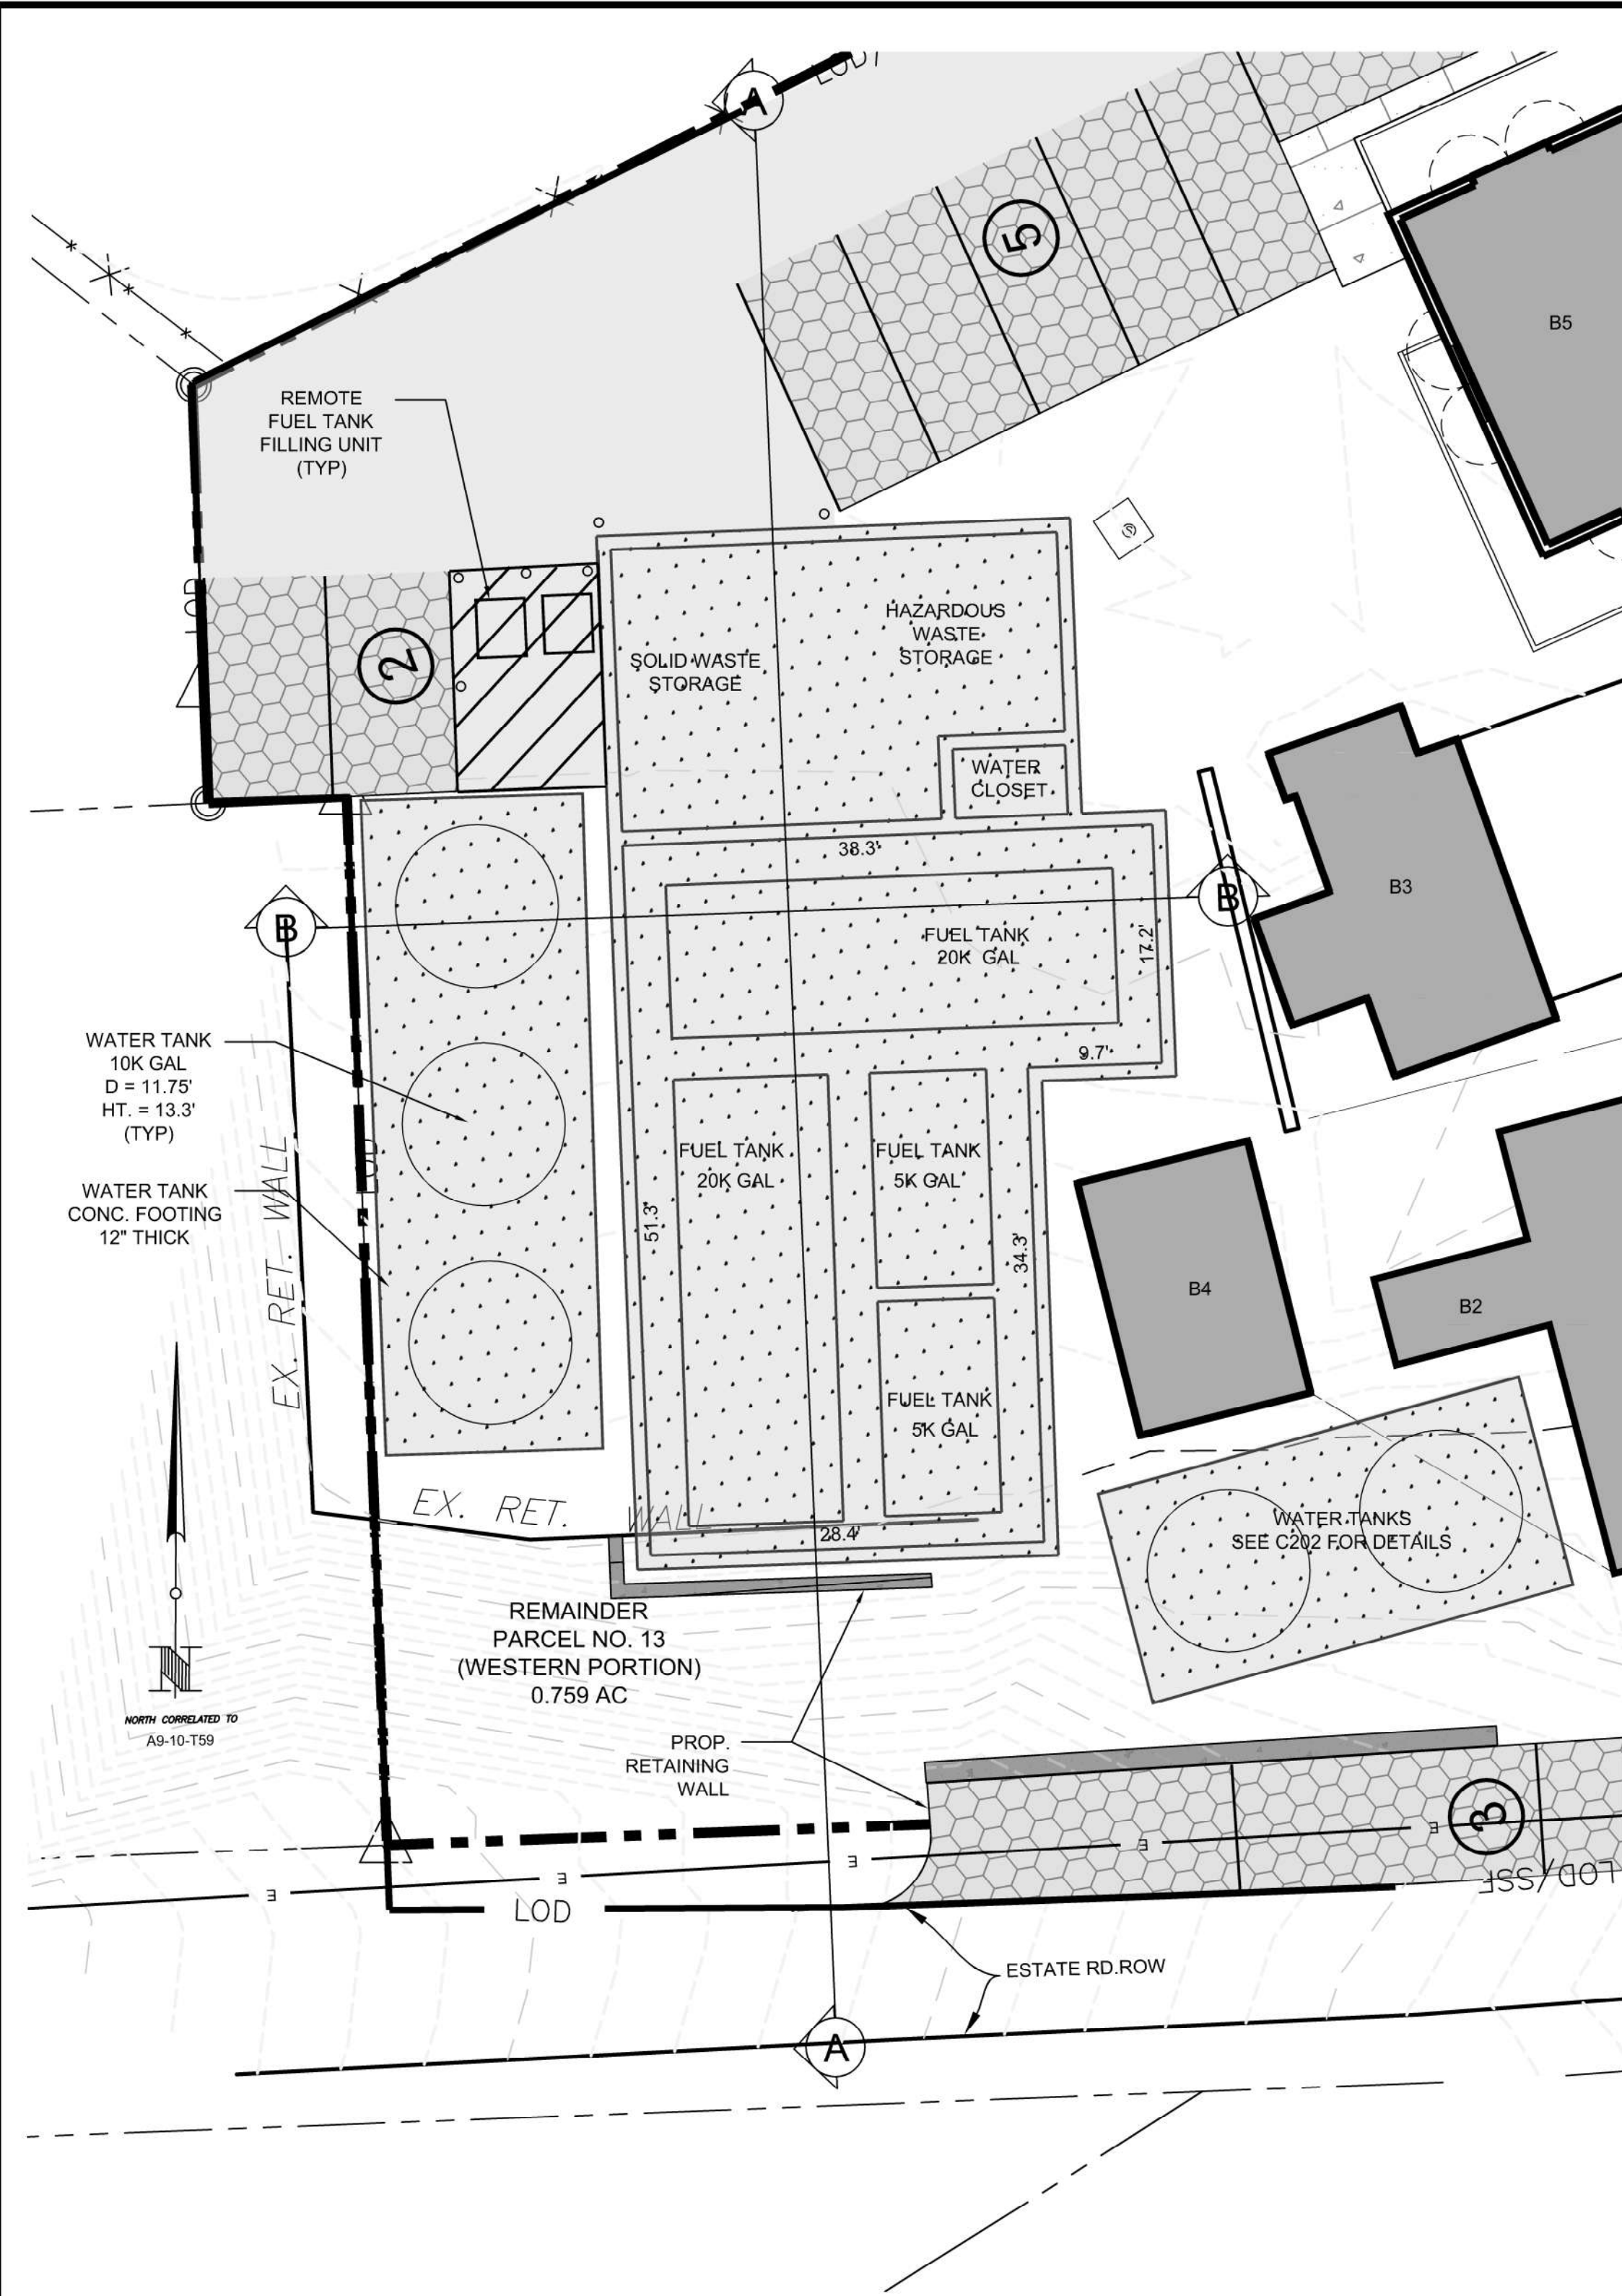 LOD/
A
5
B5
REMOTE
FUEL TANK
FILLING UNIT
(TYP)
LOD
2
SOLID WASTE
STORAGE
HAZARDOUS
WASTE
STORAGE
WATER
CLOSET
38.3'
B
B
B3
FUEL TANK
20K GAL
17.2'
9.7'
WATER TANK
10K GAL
D = 11.75'
HT. = 13.3'
(TYP)
WATER TANK
CONC. FOOTING
12" THICK
EX. RET. WALL
LOD
FUEL TANK
20K GAL
FUEL TANK
5K GAL
51.3'
34.3'
B4
B2
FUEL TANK
5K GAL
EX. RET. WALL
28.4'
WATER TANKS
SEE C202 FOR DETAILS
N
NORTH CORRELATED TO
A9-10-T59
REMAINDER
PARCEL NO. 13
(WESTERN PORTION)
0.759 AC
PROP.
RETAINING
WALL
3
E
E
E
E
E
LOD/SSF
LOD
ESTATE RD.ROW
A